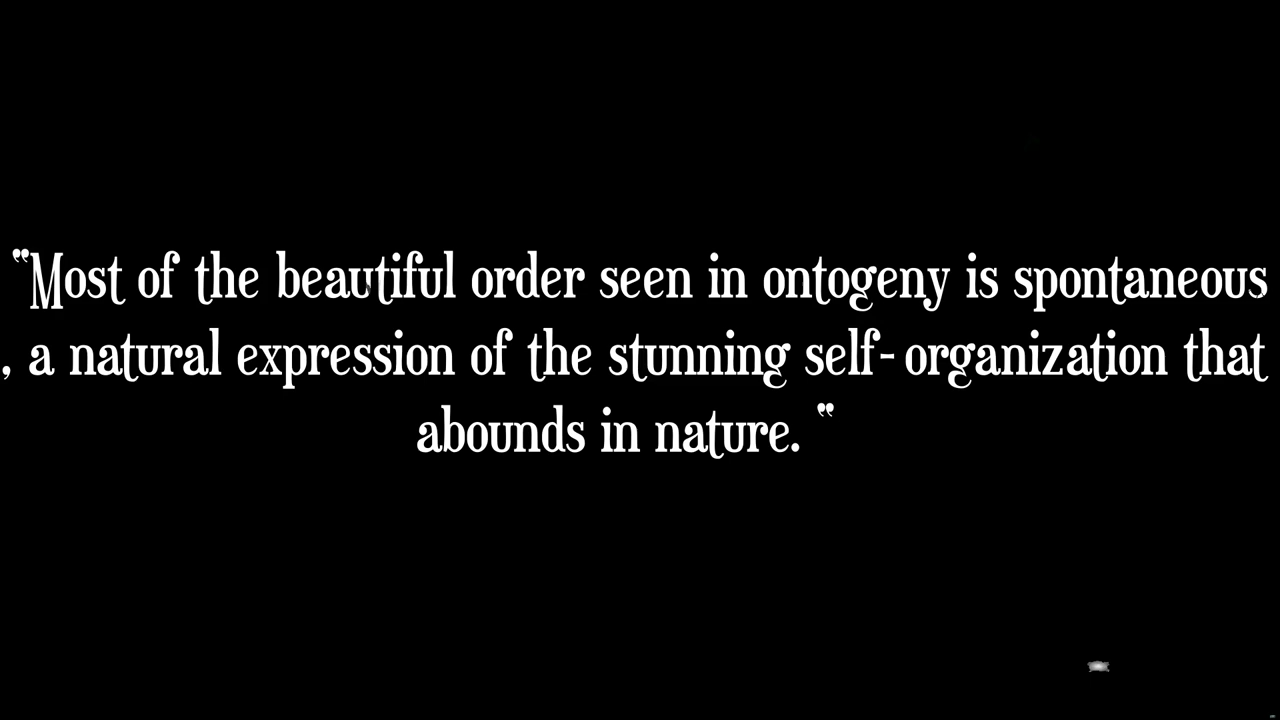 “Most of the beautiful order seen in ontogeny is spontaneous
, a natural expression of the stunning self-organization that
abounds in nature. “